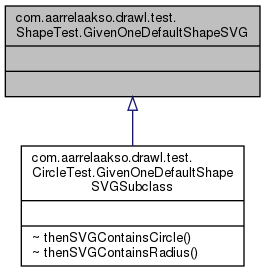 com.aarrelaakso.drawl.test.
ShapeTest.GivenOneDefaultShapeSVG
com.aarrelaakso.drawl.test.
CircleTest.GivenOneDefaultShape
SVGSubclass
~ thenSVGContainsCircle()
~ thenSVGContainsRadius()